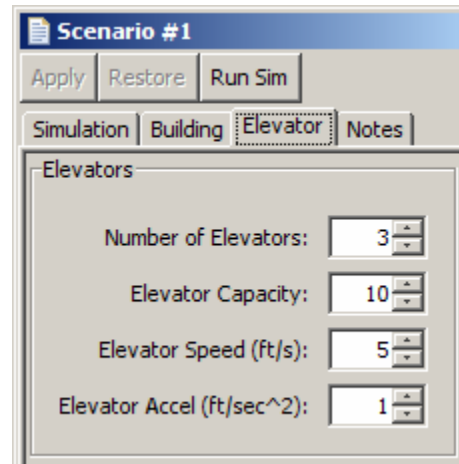 Scenario #1
Apply Restore Run Sim
Simulation Building Elevator Notes
Elevators
Number of Elevators: 3
Elevator Capacity: 10
Elevator Speed (ft/s): 5
Elevator Accel (ft/sec^2): 1